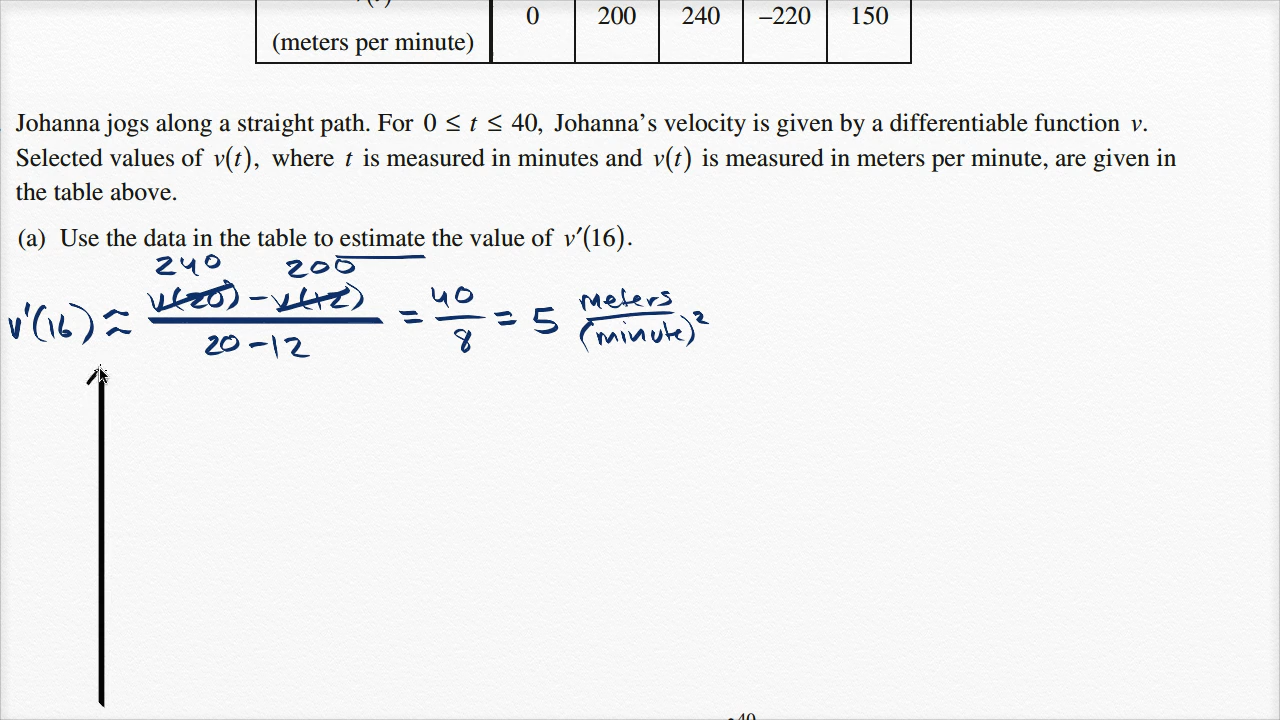 0 200 240 –220 150
(meters per minute)
Johanna jogs along a straight path. For 0 ≤ t ≤ 40, Johanna’s velocity is given by a differentiable function v.
Selected values of v(t), where t is measured in minutes and v(t) is measured in meters per minute, are given in
the table above.
(a) Use the data in the table to estimate the value of v′(16).
240 200
v'(16) ≈ v(20) - v(12) / 20-12 = 40/8 = 5 meters/(minute)²
40